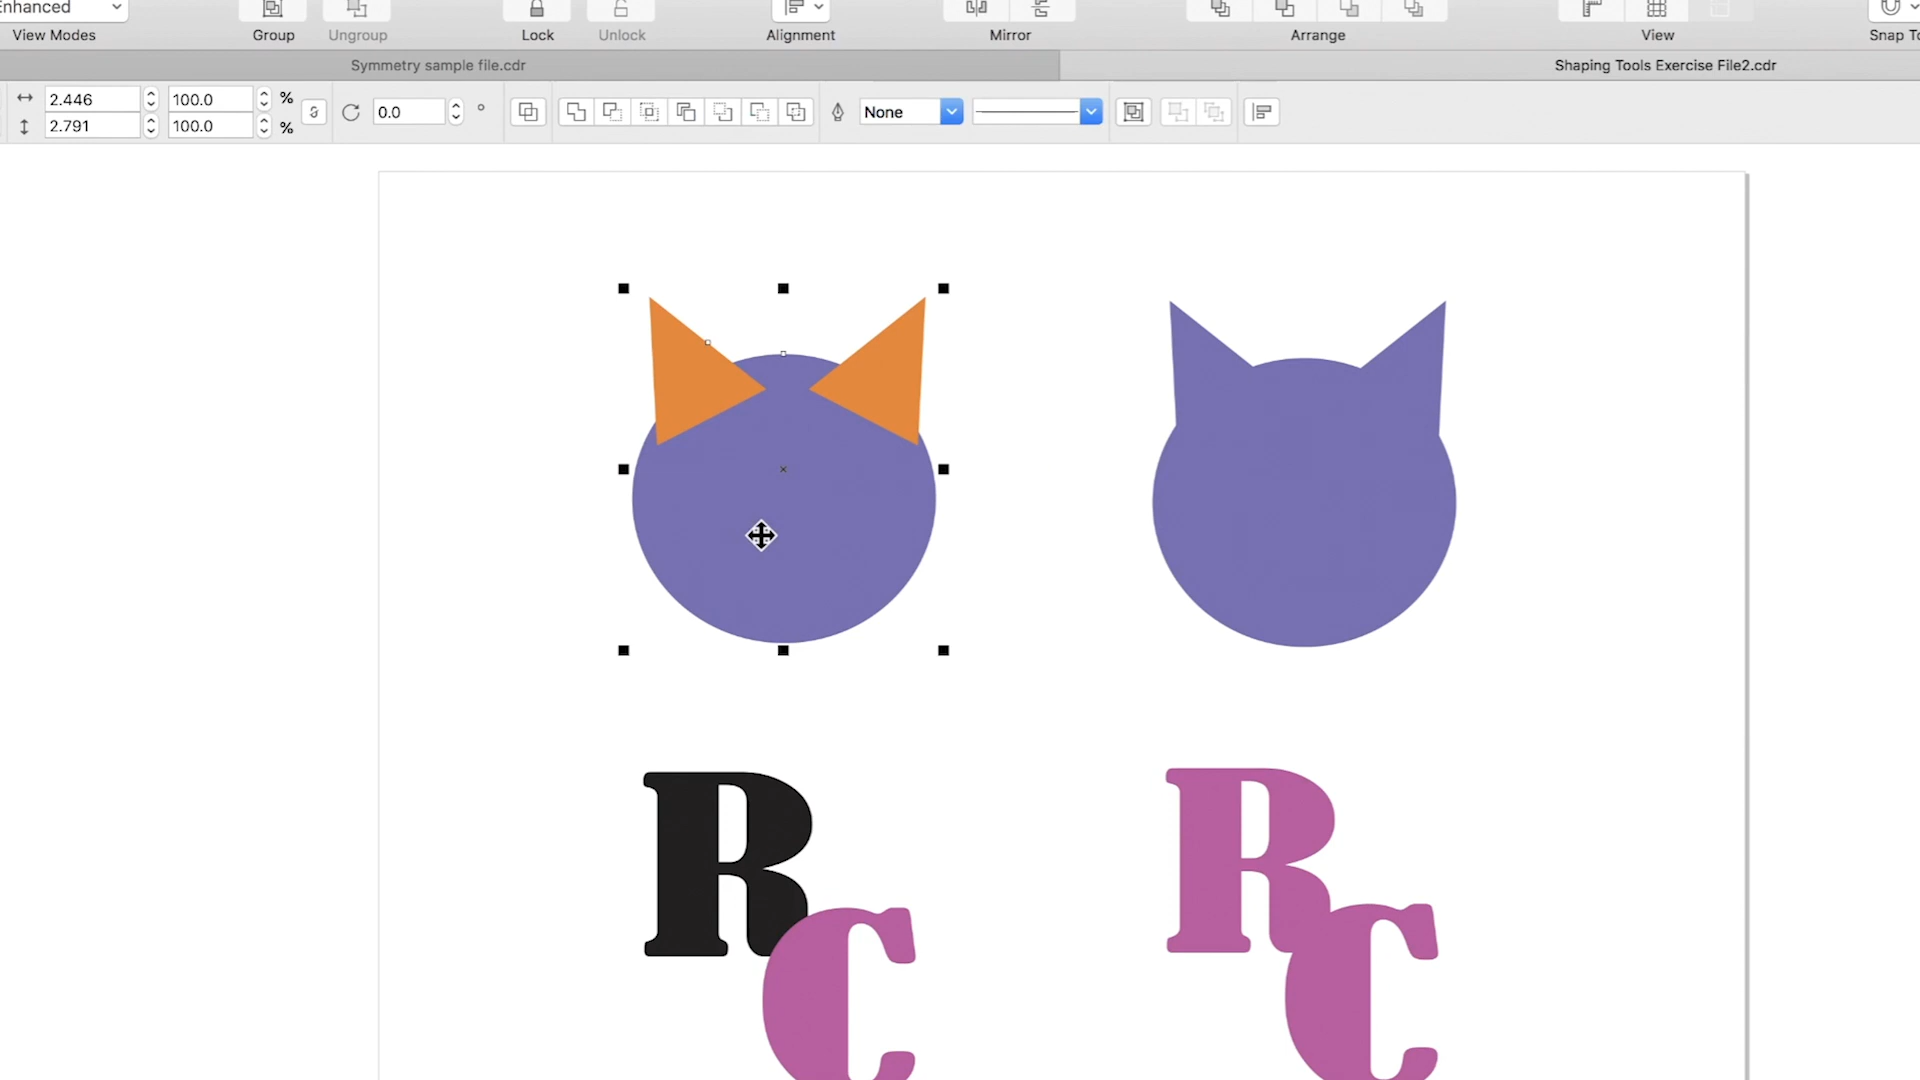 Enhanced
View Modes
Group
Ungroup
Lock
Unlock
Alignment
Mirror
Arrange
View
Snap To
Symmetry sample file.cdr
Shaping Tools Exercise File2.cdr
2.446 100.0 %
2.791 100.0 %
0.0 °
None
R
C
R
C